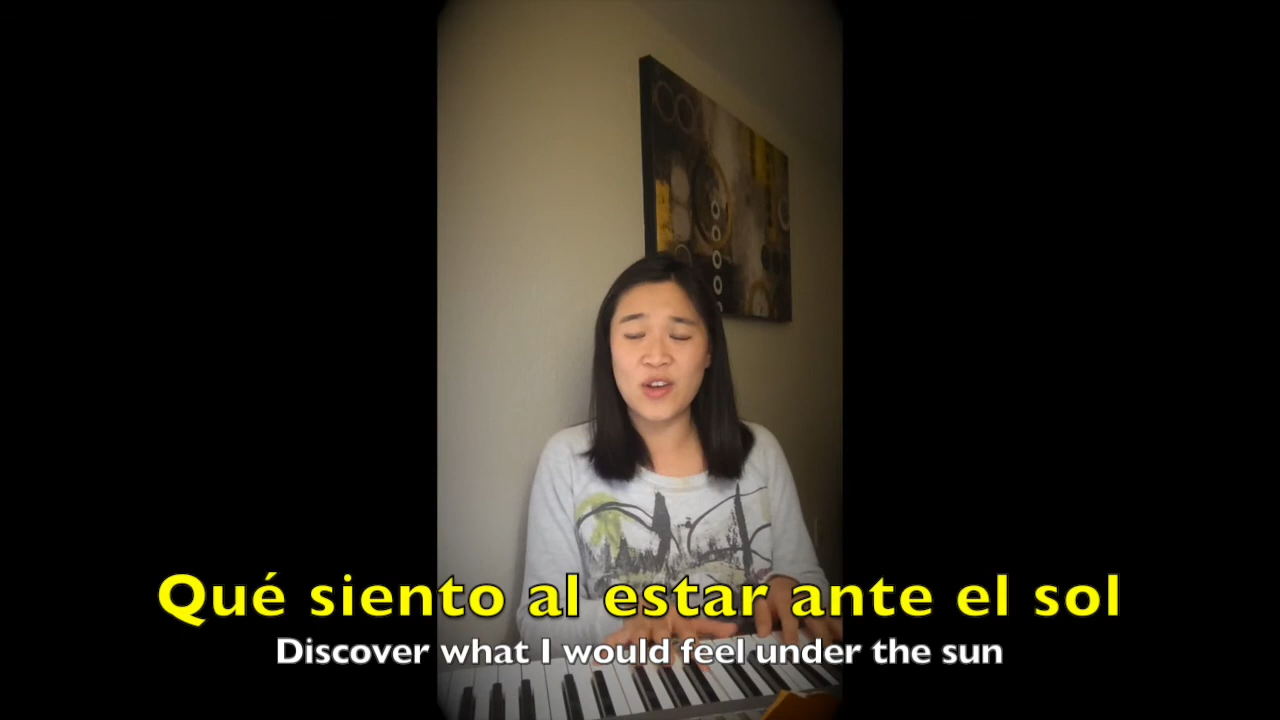 Qué siento al estar ante el sol
Discover what I would feel under the sun